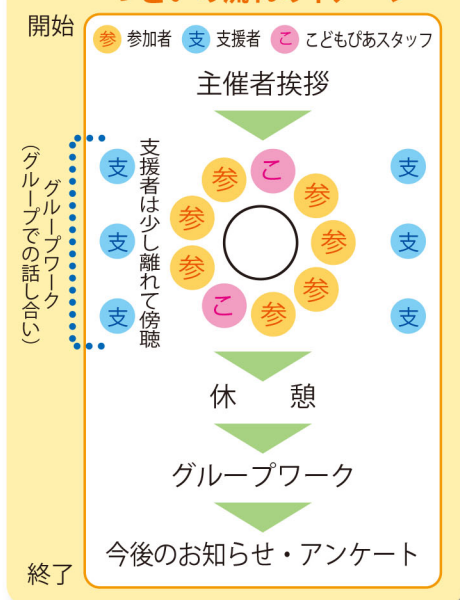 開始
参 参加者 支 支援者 こ こどもぴあスタッフ
主催者挨拶
グループワーク
（グループでの話し合い）
支援者は少し離れて傍聴
支
支
支
こ
参
参
参
参
こ
参
参
参
支
支
支
休 憩
グループワーク
今後のお知らせ・アンケート
終了